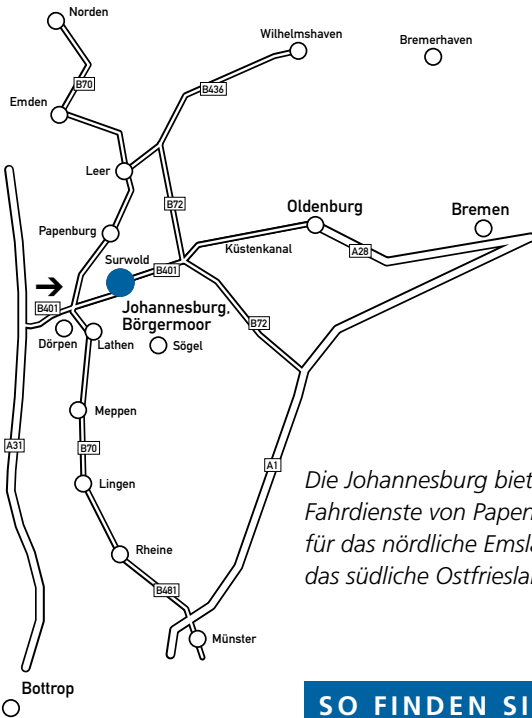 Norden
Wilhelmshaven
Bremerhaven
B70
B436
Emden
Leer
B72
Oldenburg
Bremen
Papenburg
Küstenkanal
A28
Surwold
B401
B401
Johannesburg,
Börgermoor
Dörpen
Lathen
Sögel
B72
Meppen
A31
B70
A1
Lingen
Die Johannesburg biet
Fahrdienste von Papen
für das nördliche Emsla
das südliche Ostfrieslan
Rheine
B481
Münster
Bottrop
SO FINDEN SI